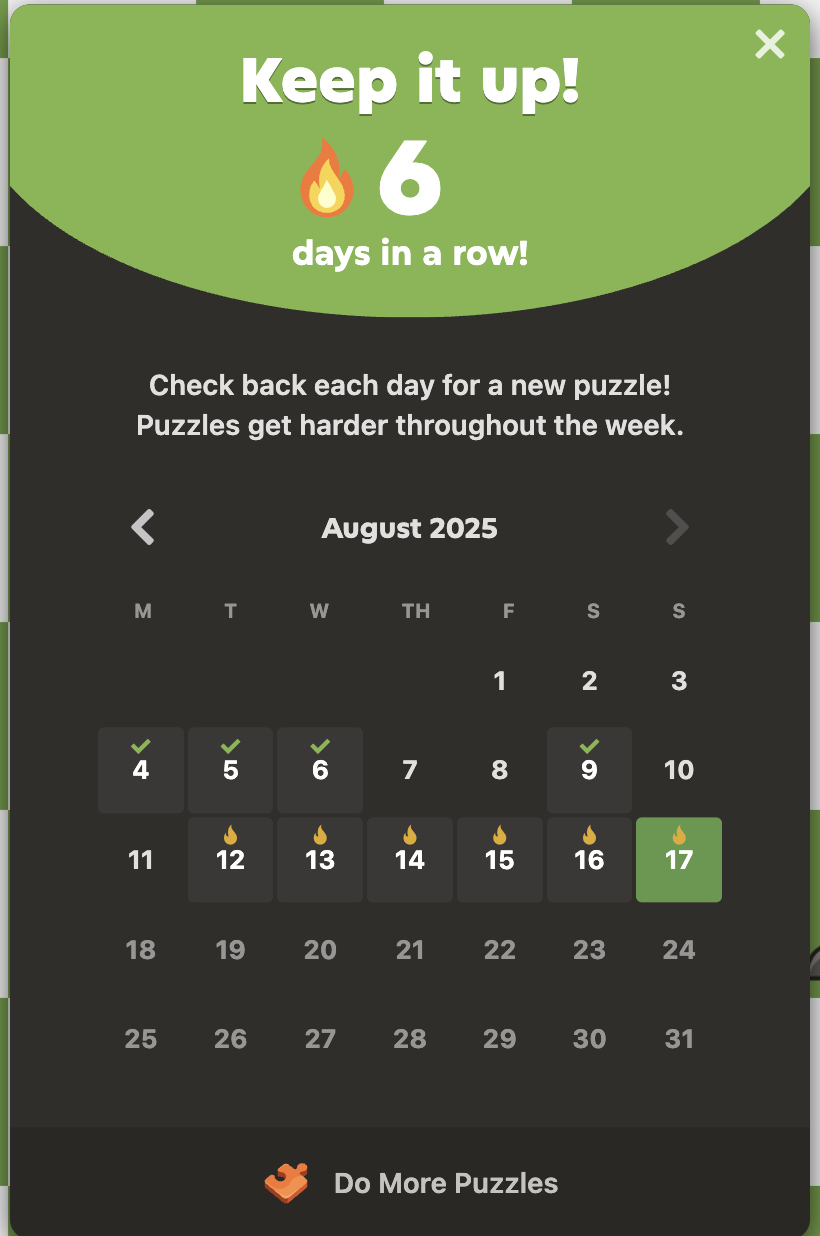 Keep it up!
6
days in a row!
Check back each day for a new puzzle!
Puzzles get harder throughout the week.
August 2025
M T W TH F S S
1 2 3
4 5 6 7 8 9 10
11 12 13 14 15 16 17
18 19 20 21 22 23 24
25 26 27 28 29 30 31
Do More Puzzles